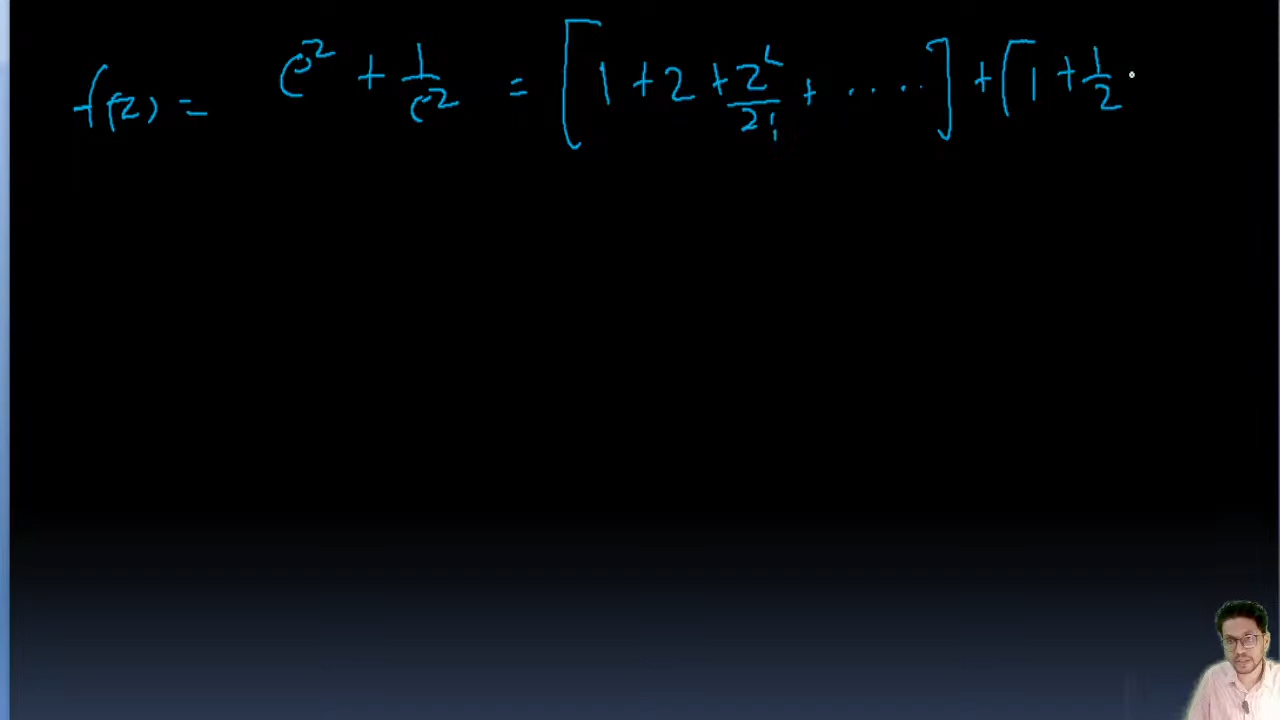 f(z) = e^z + 1/e^z = [1 + z + z^2/2! + ....] + [1 + 1/z